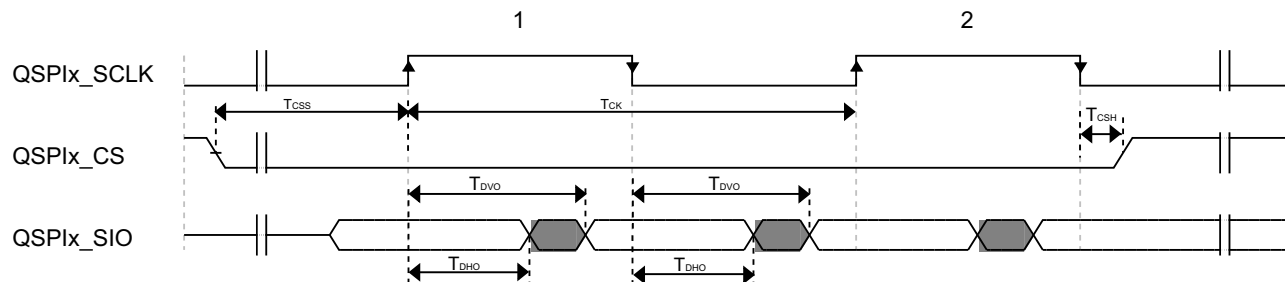 1 2
QSPIx_SCLK
TCSS TCK
TCSH
QSPIx_CS
TDVO TDVO
QSPIx_SIO
TDHO TDHO